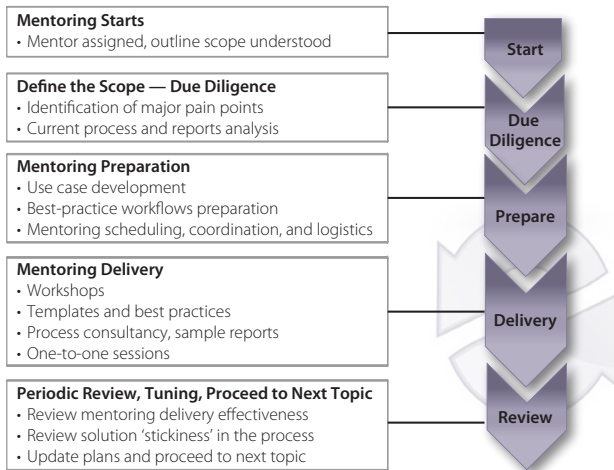 Mentoring Starts
• Mentor assigned, outline scope understood
Start
Define the Scope — Due Diligence
• Identification of major pain points
• Current process and reports analysis
Due
Diligence
Mentoring Preparation
• Use case development
• Best-practice workflows preparation
• Mentoring scheduling, coordination, and logistics
Prepare
Mentoring Delivery
• Workshops
• Templates and best practices
• Process consultancy, sample reports
• One-to-one sessions
Delivery
Periodic Review, Tuning, Proceed to Next Topic
• Review mentoring delivery effectiveness
• Review solution ‘stickiness’ in the process
• Update plans and proceed to next topic
Review